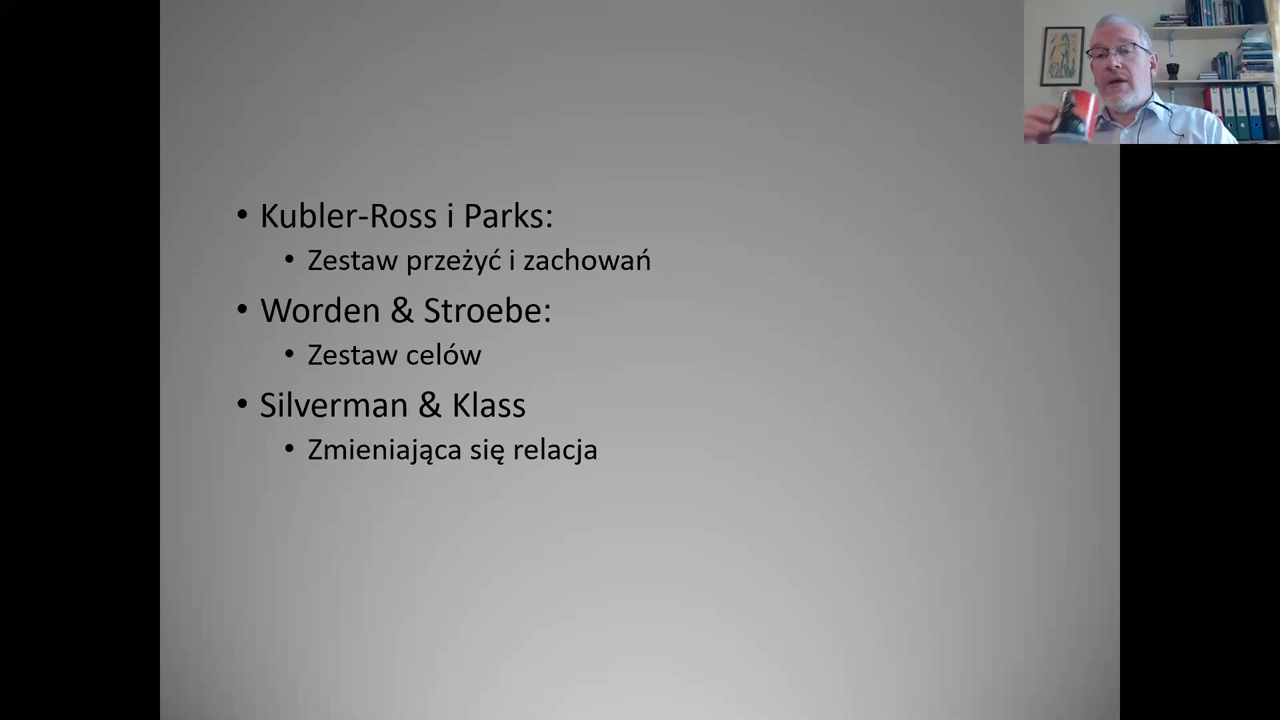 • Kubler-Ross i Parks:
• Zestaw przeżyć i zachowań
• Worden & Stroebe:
• Zestaw celów
• Silverman & Klass
• Zmieniająca się relacja